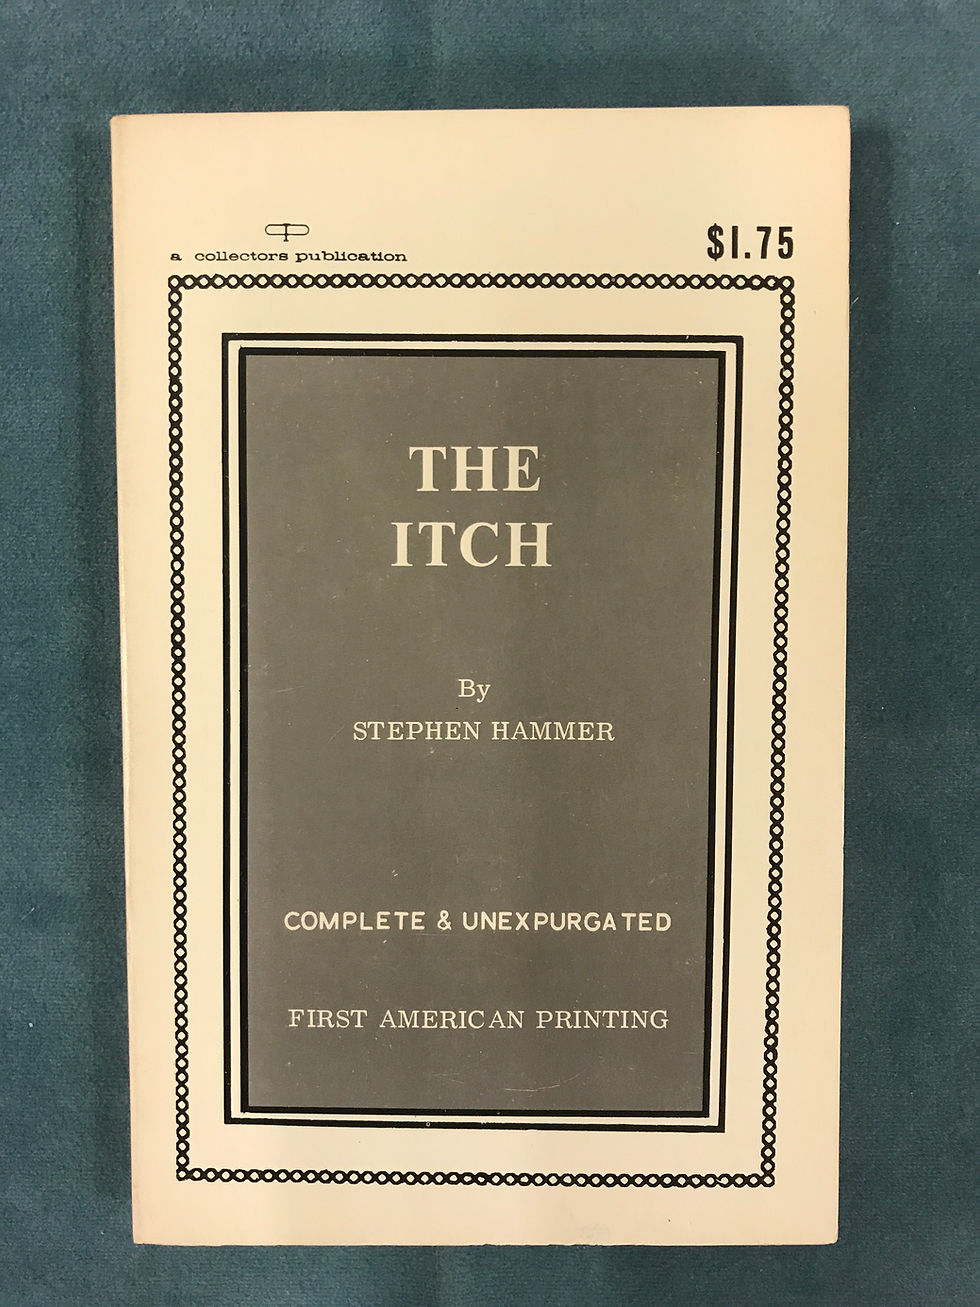 a collectors publication
$1.75
THE
ITCH
By
STEPHEN HAMMER
COMPLETE & UNEXPURGATED
FIRST AMERICAN PRINTING